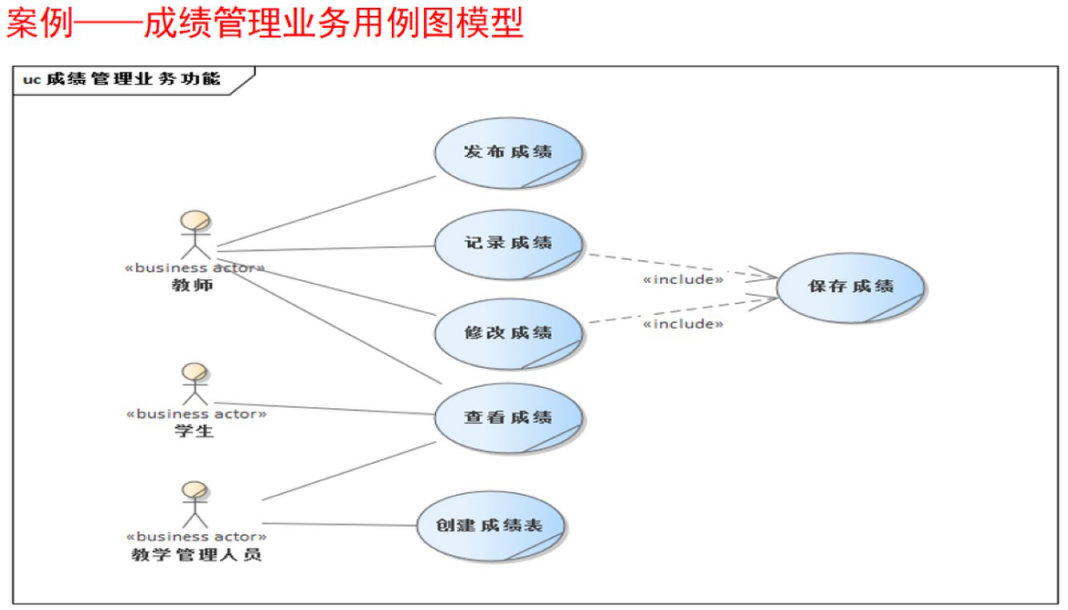 案例——成绩管理业务用例图模型
uc 成绩管理业务功能
发布成绩
记录成绩
«business actor»
教师
«include»
保存成绩
«include»
修改成绩
查看成绩
«business actor»
学生
创建成绩表
«business actor»
教学管理人员